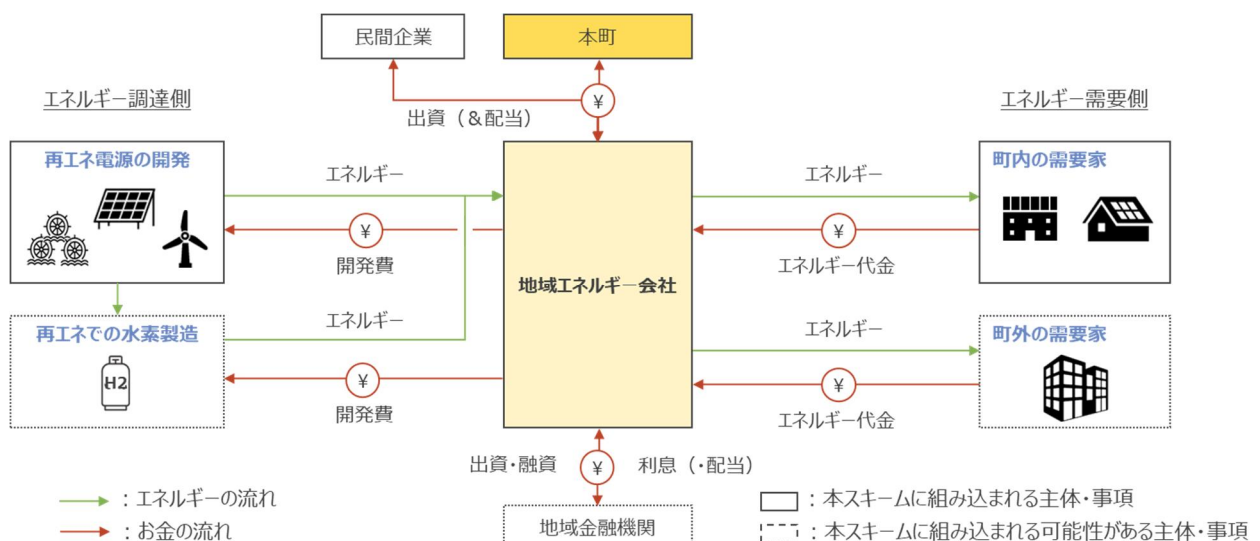 民間企業
本町
エネルギー調達側
¥
エネルギー需要側
出資（&配当）
再エネ電源の開発
エネルギー
エネルギー
町内の需要家
¥
¥
開発費
エネルギー代金
地域エネルギー会社
再エネでの水素製造
エネルギー
エネルギー
町外の需要家
H2
¥
¥
開発費
エネルギー代金
出資・融資
¥
利息（・配当）
：エネルギーの流れ
：本スキームに組み込まれる主体・事項
：お金の流れ
地域金融機関
：本スキームに組み込まれる可能性がある主体・事項